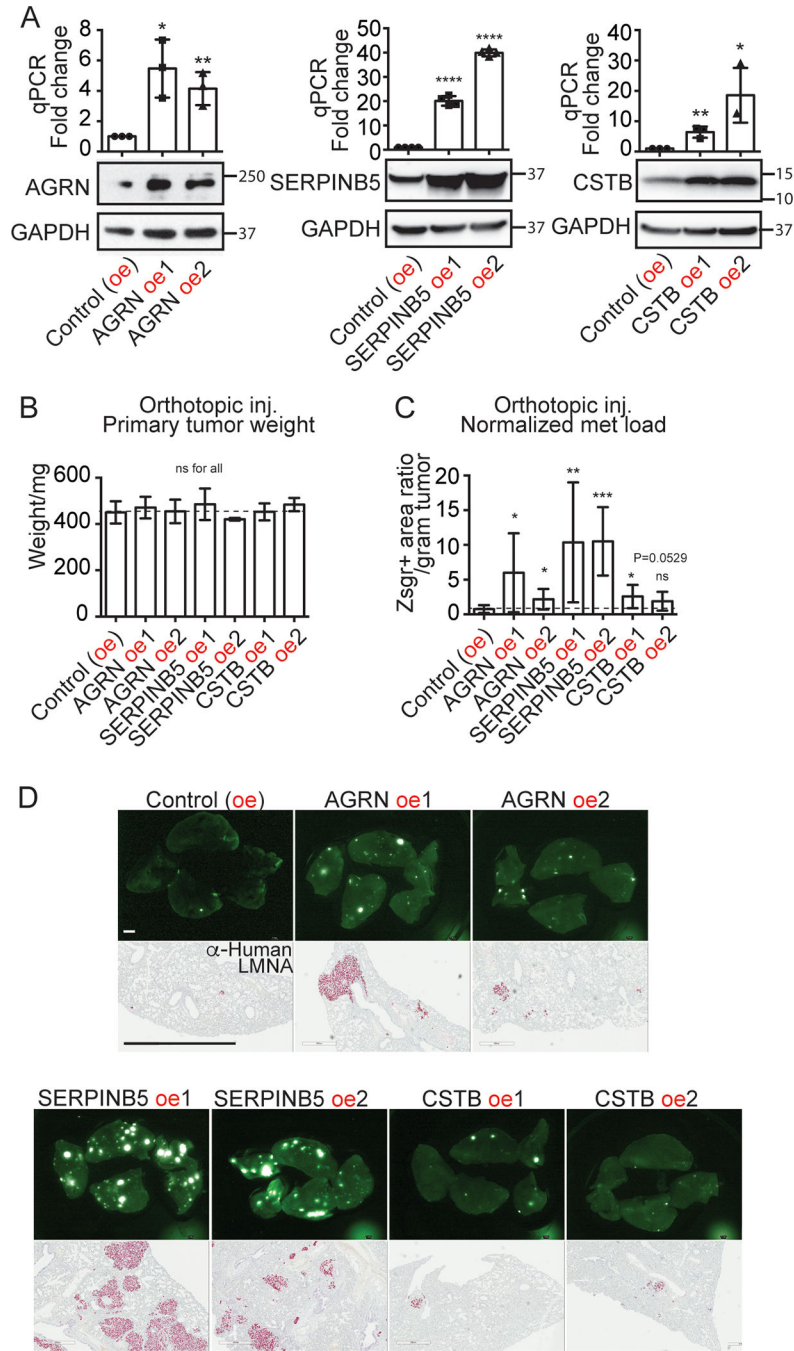 A
qPCR
Fold change
8
6
4
2
0
*
**
AGRN
250
GAPDH
37
Control (oe)
AGRN oe1
AGRN oe2
qPCR
Fold change
50
40
30
20
10
0
****
****
SERPINB5
37
GAPDH
37
Control (oe)
SERPINB5 oe1
SERPINB5 oe2
qPCR
Fold change
40
30
20
10
0
**
*
CSTB
15
10
GAPDH
37
Control (oe)
CSTB oe1
CSTB oe2
B
Orthotopic inj.
Primary tumor weight
Weight/mg
600
400
200
0
ns for all
Control (oe)
AGRN oe1
AGRN oe2
SERPINB5 oe1
SERPINB5 oe2
CSTB oe1
CSTB oe2
C
Orthotopic inj.
Normalized met load
Zsgr+ area ratio
/gram tumor
20
15
10
5
0
*
*
**
***
*
P=0.0529
ns
Control (oe)
AGRN oe1
AGRN oe2
SERPINB5 oe1
SERPINB5 oe2
CSTB oe1
CSTB oe2
D
Control (oe)
AGRN oe1
AGRN oe2
α-Human
LMNA
SERPINB5 oe1
SERPINB5 oe2
CSTB oe1
CSTB oe2